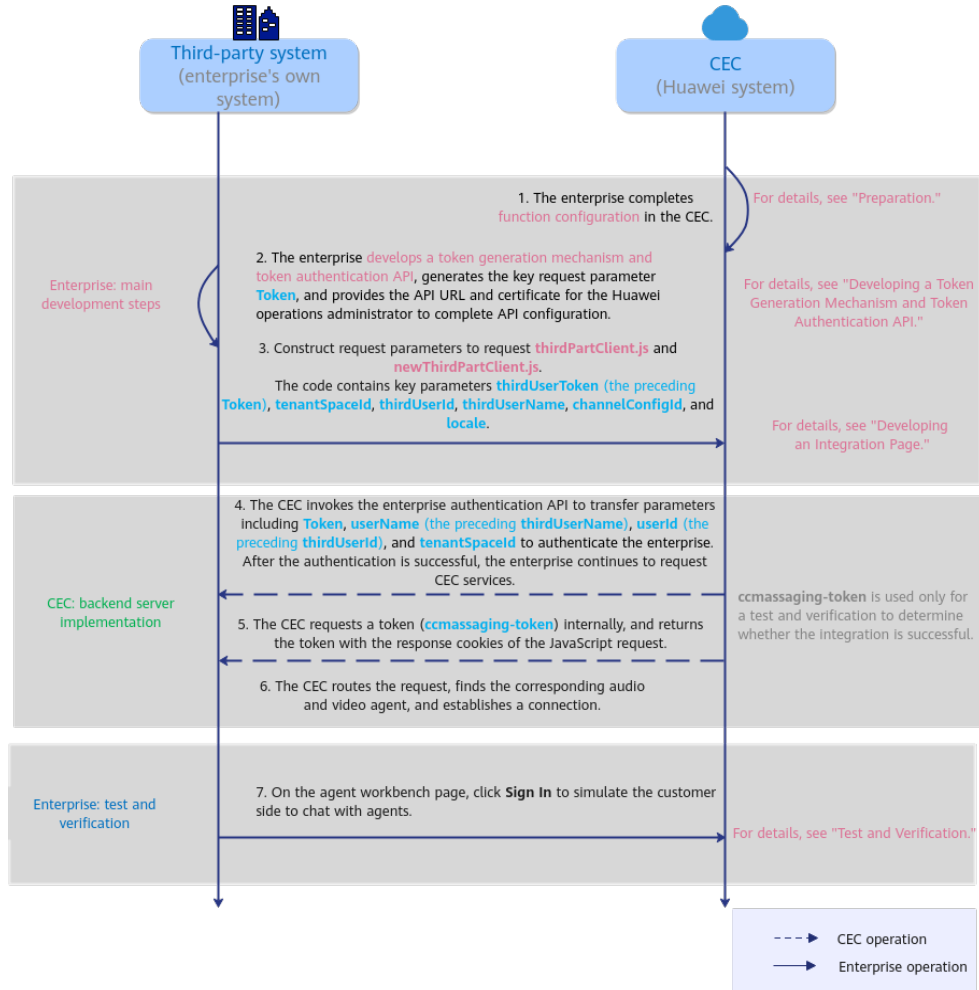 Third-party system
(enterprise's own
system)
CEC
(Huawei system)
1. The enterprise completes
function configuration in the CEC.
For details, see "Preparation."
Enterprise: main
development steps
2. The enterprise develops a token generation mechanism and
token authentication API, generates the key request parameter
Token, and provides the API URL and certificate for the Huawei
operations administrator to complete API configuration.
For details, see "Developing a Token
Generation Mechanism and Token
Authentication API."
3. Construct request parameters to request thirdPartClient.js and
newThirdPartClient.js.
The code contains key parameters thirdUserToken (the preceding
Token), tenantSpaceId, thirdUserId, thirdUserName, channelConfigId, and
locale.
For details, see "Developing
an Integration Page."
4. The CEC invokes the enterprise authentication API to transfer parameters
including Token, userName (the preceding thirdUserName), userId (the
preceding thirdUserId), and tenantSpaceId to authenticate the enterprise.
After the authentication is successful, the enterprise continues to request
CEC services.
CEC: backend server
implementation
ccmassaging-token is used only for
a test and verification to determine
whether the integration is successful.
5. The CEC requests a token (ccmassaging-token) internally, and returns
the token with the response cookies of the JavaScript request.
6. The CEC routes the request, finds the corresponding audio
and video agent, and establishes a connection.
Enterprise: test and
verification
7. On the agent workbench page, click Sign In to simulate the customer
side to chat with agents.
For details, see "Test and Verification."
CEC operation
Enterprise operation